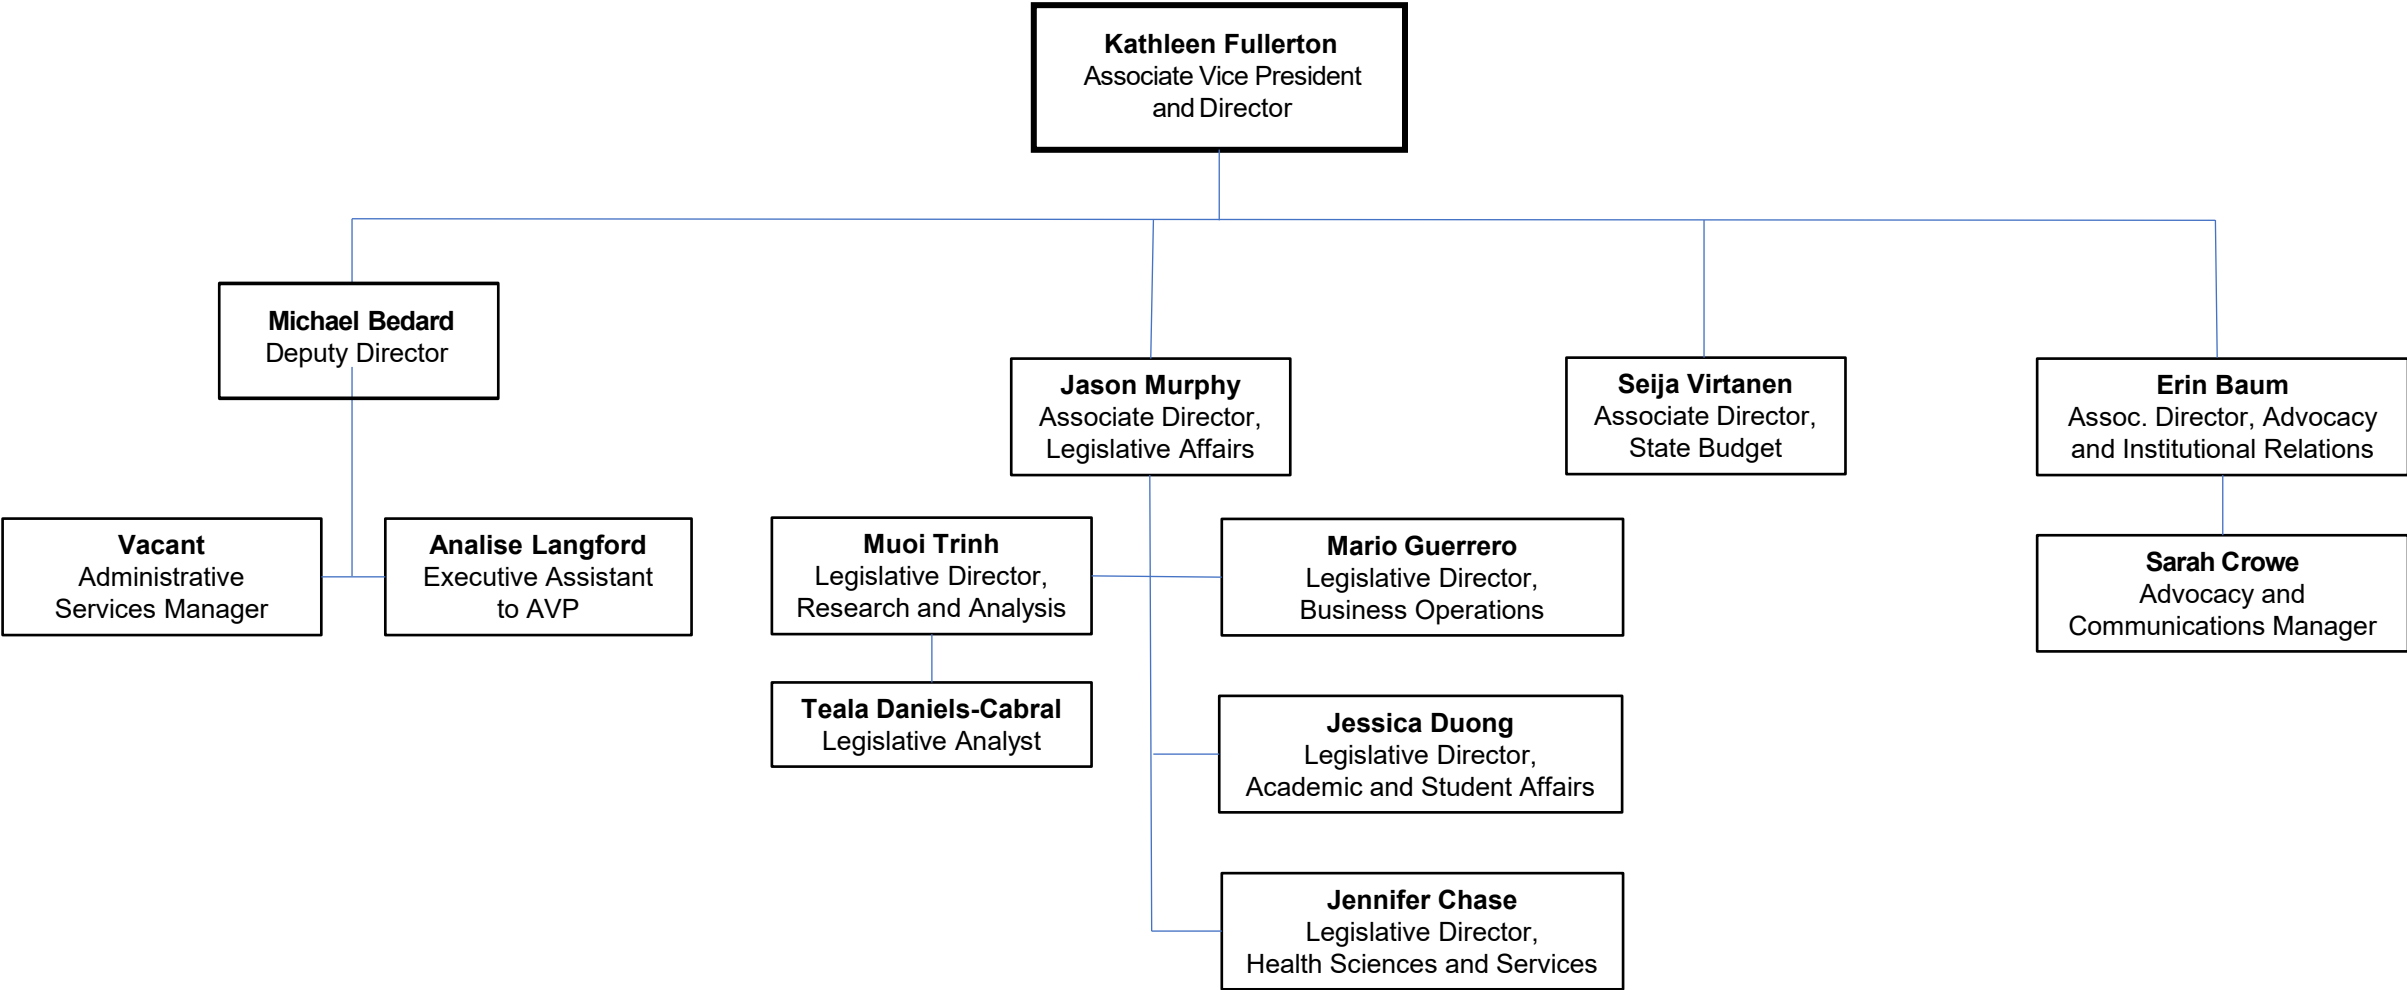 Kathleen Fullerton
Associate Vice President
and Director
Michael Bedard
Deputy Director
Jason Murphy
Associate Director,
Legislative Affairs
Seija Virtanen
Associate Director,
State Budget
Erin Baum
Assoc. Director, Advocacy
and Institutional Relations
Vacant
Administrative
Services Manager
Analise Langford
Executive Assistant
to AVP
Muoi Trinh
Legislative Director,
Research and Analysis
Mario Guerrero
Legislative Director,
Business Operations
Sarah Crowe
Advocacy and
Communications Manager
Teala Daniels-Cabral
Legislative Analyst
Jessica Duong
Legislative Director,
Academic and Student Affairs
Jennifer Chase
Legislative Director,
Health Sciences and Services